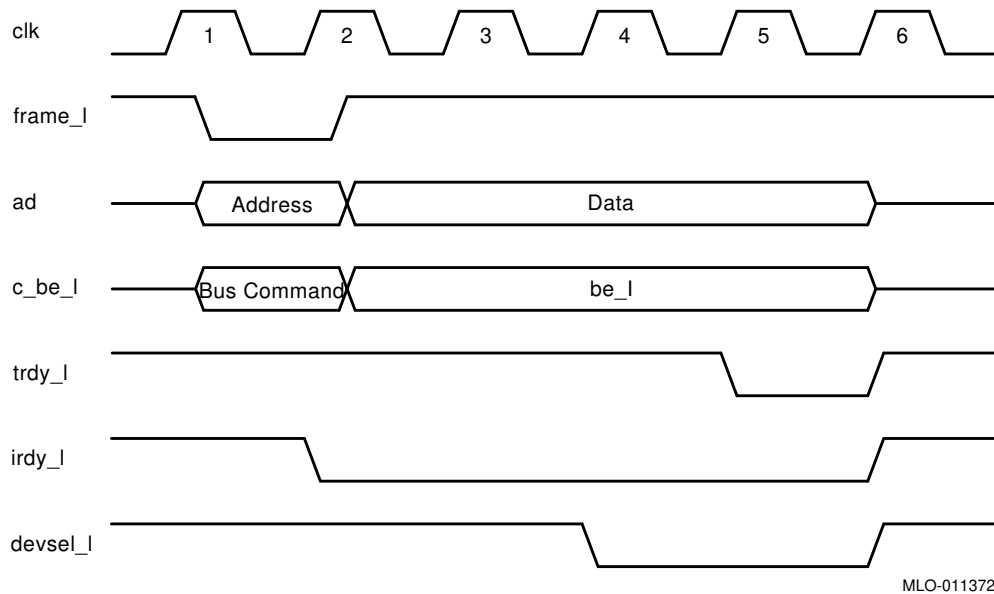 clk 1 2 3 4 5 6
frame_l
ad Address Data
c_be_l Bus Command be_l
trdy_l
irdy_l
devsel_l
MLO-011372